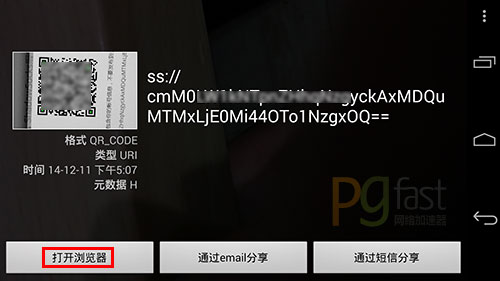 ss://
cmM0
yckAxMDQu
MTMxLjE0Mi44OTo1NzgxOQ==
格式 QR_CODE
类型 URI
时间 14-12-11 下午5:07
元数据 H
pgfast
网络加速器
打开浏览器
通过email分享
通过短信分享